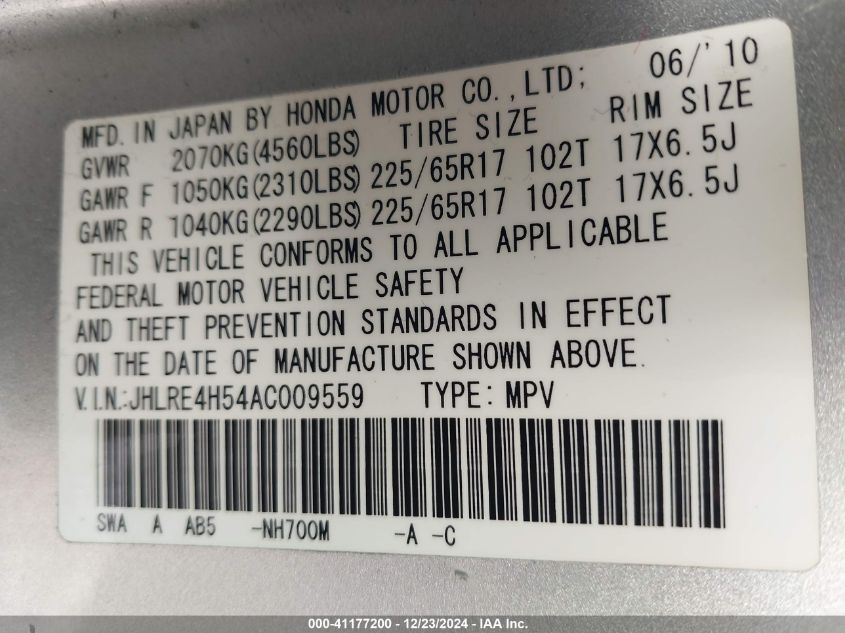 MFD. IN JAPAN BY HONDA MOTOR CO.,LTD; 06/'10
GVWR 2070KG(4560LBS) TIRE SIZE RIM SIZE
GAWR F 1050KG(2310LBS) 225/65R17 102T 17X6.5J
GAWR R 1040KG(2290LBS) 225/65R17 102T 17X6.5J
THIS VEHICLE CONFORMS TO ALL APPLICABLE
FEDERAL MOTOR VEHICLE SAFETY
AND THEFT PREVENTION STANDARDS IN EFFECT
ON THE DATE OF MANUFACTURE SHOWN ABOVE.
V.I.N.:JHLRE4H54AC009559 TYPE: MPV
SWA A AB5 -NH700M -A -C
000-41177200 - 12/23/2024 - IAA Inc.